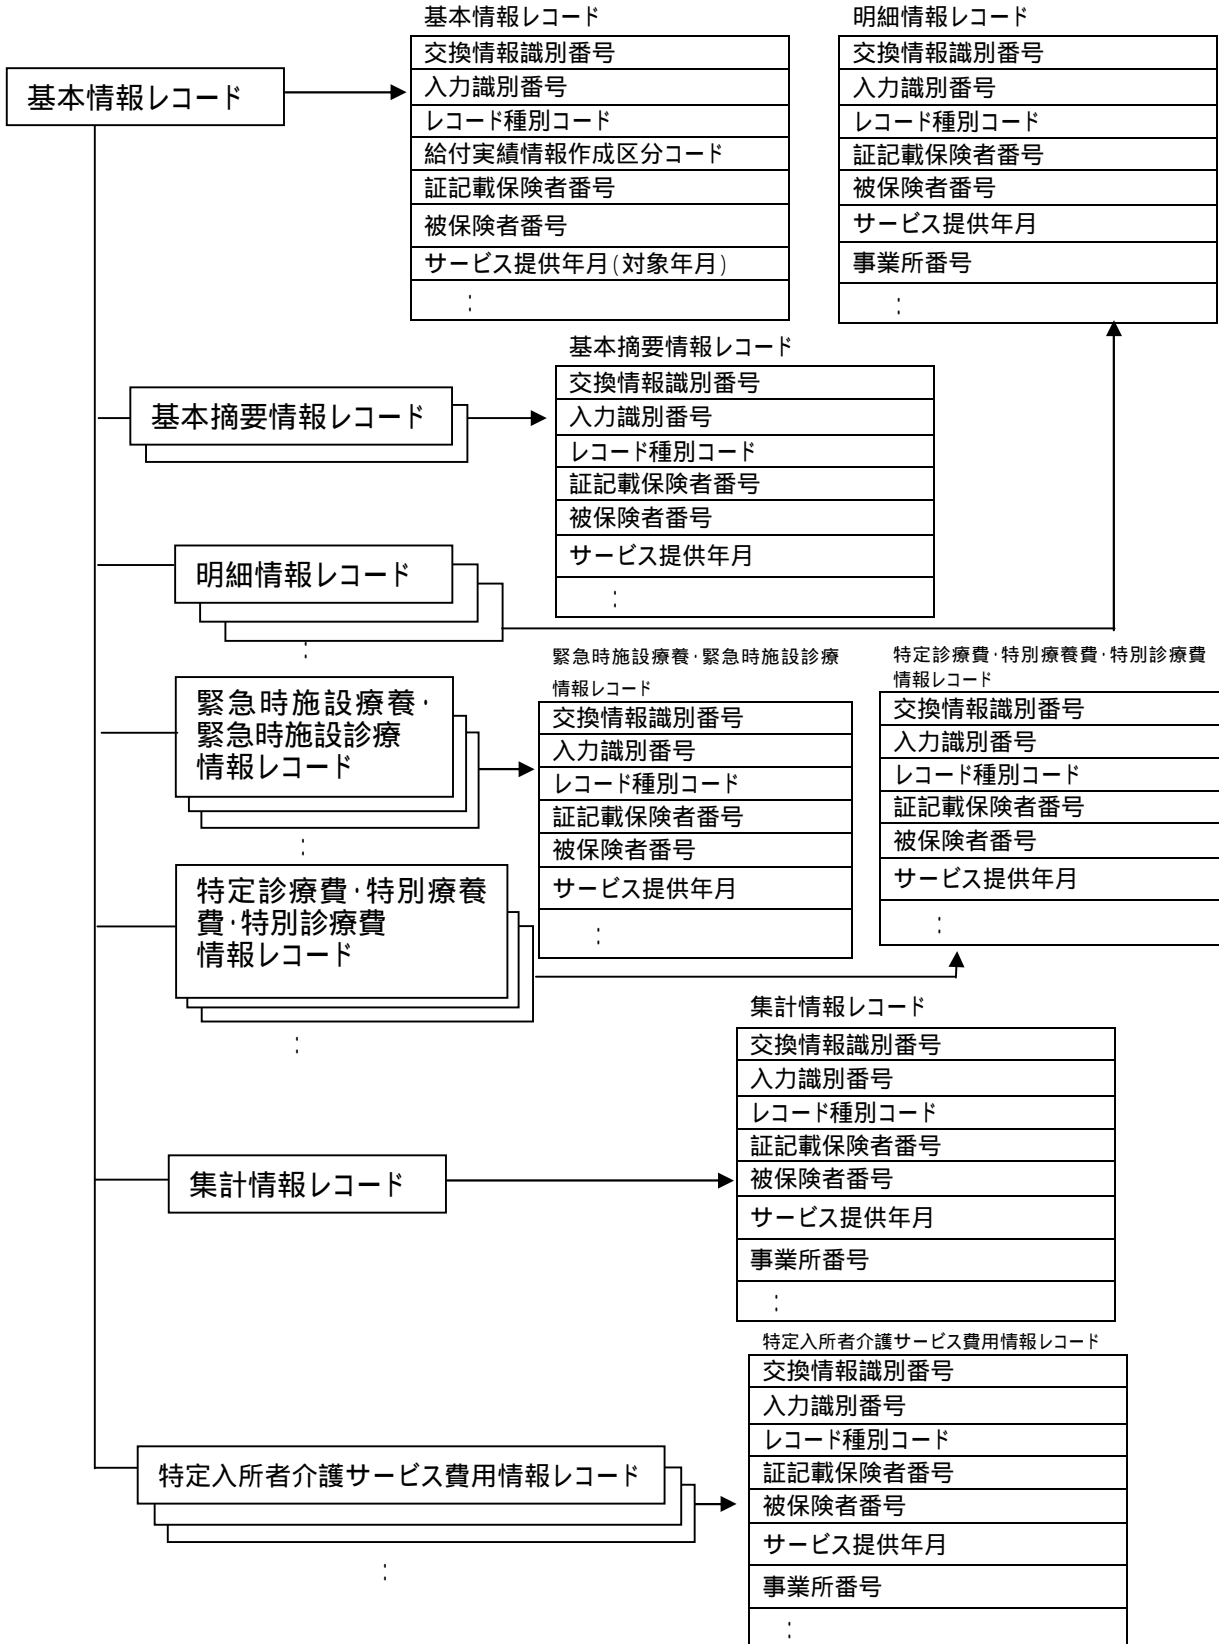 基本情報レコード
基本情報レコード
交換情報識別番号
入力識別番号
レコード種別コード
給付実績情報作成区分コード
証記載保険者番号
被保険者番号
サービス提供年月(対象年月)
:
明細情報レコード
交換情報識別番号
入力識別番号
レコード種別コード
証記載保険者番号
被保険者番号
サービス提供年月
事業所番号
:
基本摘要情報レコード
基本摘要情報レコード
交換情報識別番号
入力識別番号
レコード種別コード
証記載保険者番号
被保険者番号
サービス提供年月
:
明細情報レコード
:
緊急時施設療養・
緊急時施設診療
情報レコード
:
緊急時施設療養・緊急時施設診療
情報レコード
交換情報識別番号
入力識別番号
レコード種別コード
証記載保険者番号
被保険者番号
サービス提供年月
:
特定診療費・特別療養費・特別診療費
情報レコード
交換情報識別番号
入力識別番号
レコード種別コード
証記載保険者番号
被保険者番号
サービス提供年月
:
特定診療費・特別療養
費・特別診療費
情報レコード
:
集計情報レコード
集計情報レコード
交換情報識別番号
入力識別番号
レコード種別コード
証記載保険者番号
被保険者番号
サービス提供年月
事業所番号
:
特定入所者介護サービス費用情報レコード
:
特定入所者介護サービス費用情報レコード
交換情報識別番号
入力識別番号
レコード種別コード
証記載保険者番号
被保険者番号
サービス提供年月
事業所番号
: